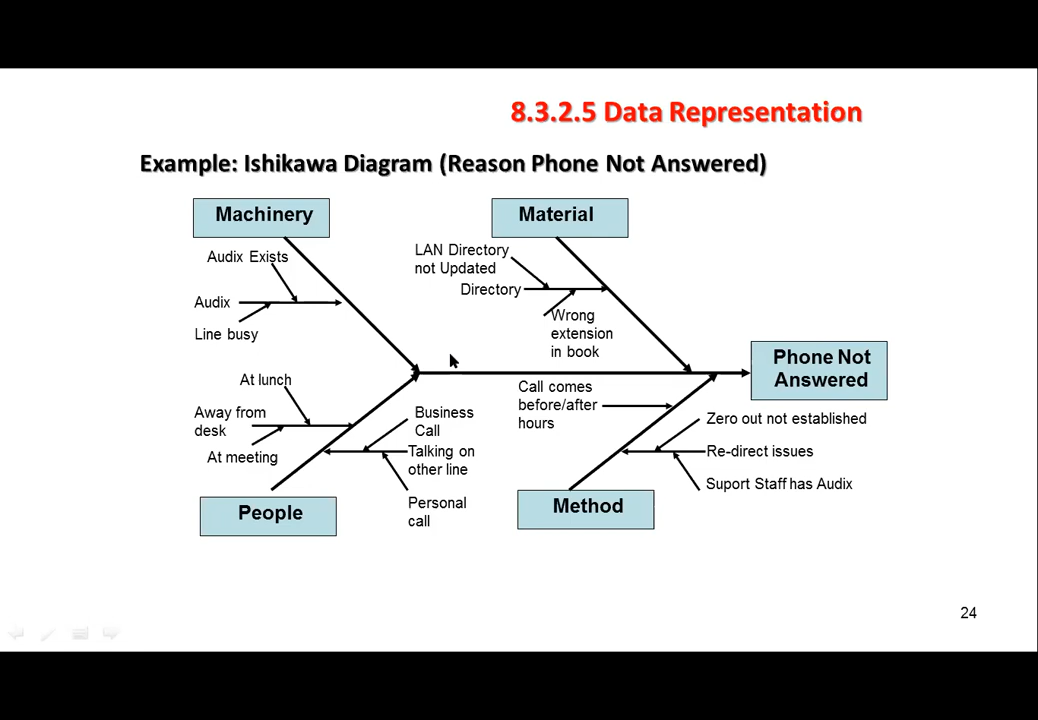 8.3.2.5 Data Representation
Example: Ishikawa Diagram (Reason Phone Not Answered)
Machinery
Material
Audix Exists
Audix
Line busy
LAN Directory
not Updated
Directory
Wrong
extension
in book
Phone Not
Answered
At lunch
Away from
desk
At meeting
Business
Call
Talking on
other line
Personal
call
Call comes
before/after
hours
Zero out not established
Re-direct issues
Suport Staff has Audix
People
Method
24